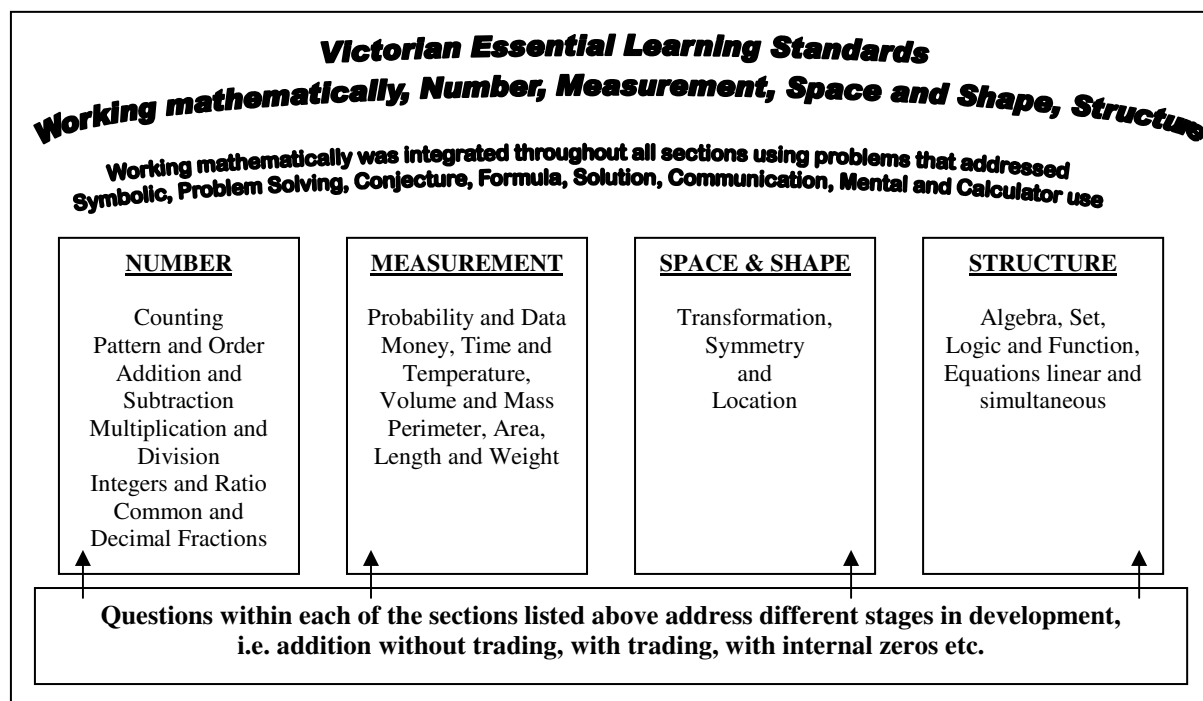 Victorian Essential Learning Standards
Working mathematically, Number, Measurement, Space and Shape, Structure
Working mathematically was integrated throughout all sections using problems that addressed
Symbolic, Problem Solving, Conjecture, Formula, Solution, Communication, Mental and Calculator use
NUMBER
Counting
Pattern and Order
Addition and
Subtraction
Multiplication and
Division
Integers and Ratio
Common and
Decimal Fractions
MEASUREMENT
Probability and Data
Money, Time and
Temperature,
Volume and Mass
Perimeter, Area,
Length and Weight
SPACE & SHAPE
Transformation,
Symmetry
and
Location
STRUCTURE
Algebra, Set,
Logic and Function,
Equations linear and
simultaneous
Questions within each of the sections listed above address different stages in development,
i.e. addition without trading, with trading, with internal zeros etc.